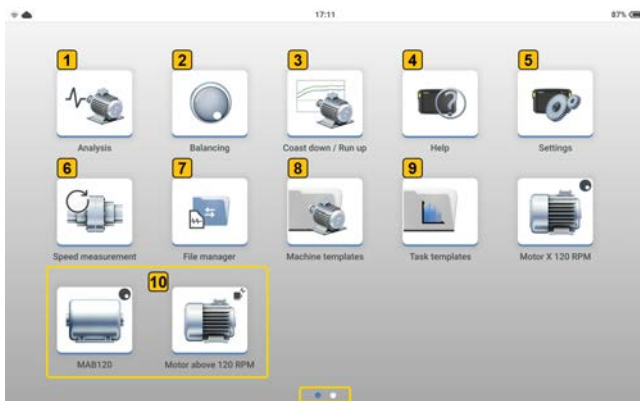 17:11
87%
1
2
3
4
5
Analysis
Balancing
Coast down / Run up
Help
Settings
6
7
8
9
Speed measurement
File manager
Machine templates
Task templates
Motor X 120 RPM
10
MAB120
Motor above 120 RPM